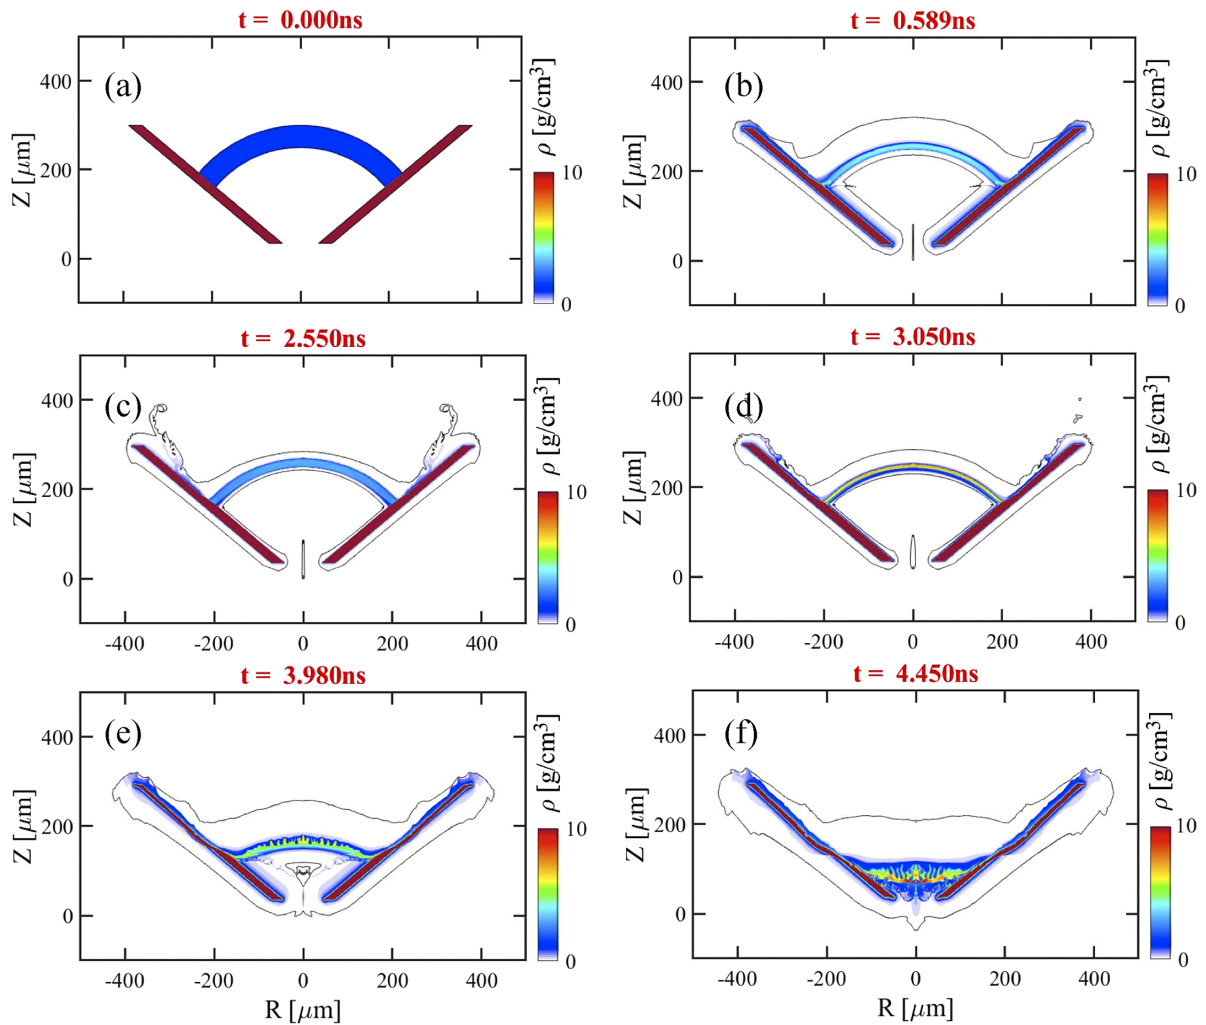 t = 0.000ns
(a)
400
200
0
Z [μm]
ρ [g/cm³]
10
0
t = 0.589ns
(b)
400
200
0
Z [μm]
ρ [g/cm³]
10
0
t = 2.550ns
(c)
400
200
0
Z [μm]
-400 -200 0 200 400
ρ [g/cm³]
10
0
t = 3.050ns
(d)
400
200
0
Z [μm]
-400 -200 0 200 400
ρ [g/cm³]
10
0
t = 3.980ns
(e)
400
200
0
Z [μm]
-400 -200 0 200 400
R [μm]
ρ [g/cm³]
10
0
t = 4.450ns
(f)
400
200
0
Z [μm]
-400 -200 0 200 400
R [μm]
ρ [g/cm³]
10
0